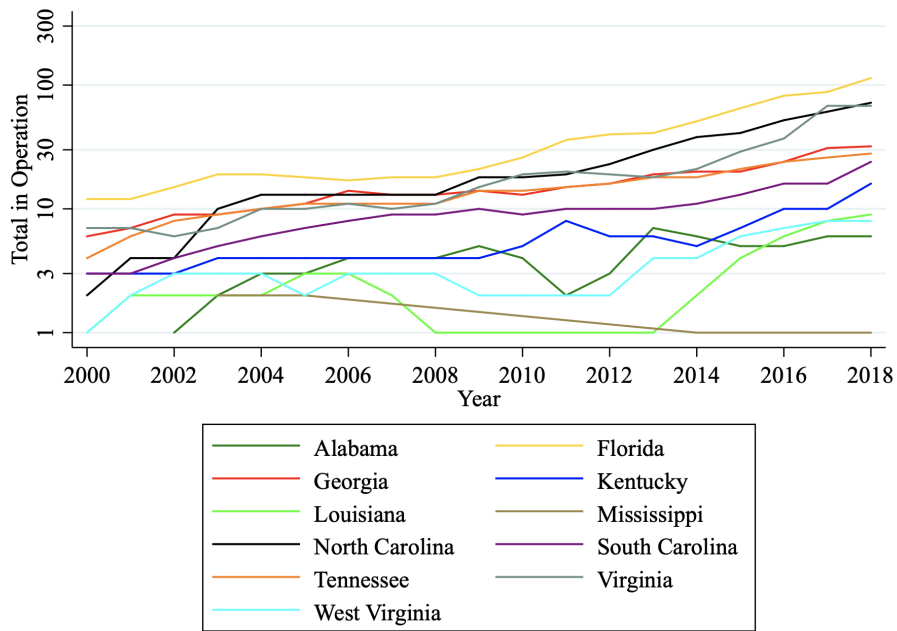 300
100
30
10
3
1
Total in Operation
2000 2002 2004 2006 2008 2010 2012 2014 2016 2018
Year
Alabama Florida
Georgia Kentucky
Louisiana Mississippi
North Carolina South Carolina
Tennessee Virginia
West Virginia